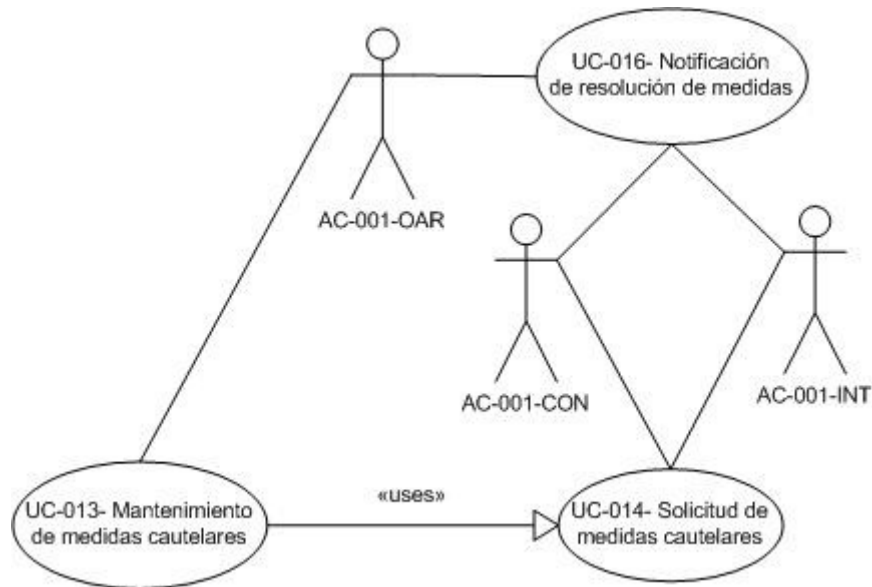 UC-016- Notificación
de resolución de medidas
AC-001-OAR
AC-001-CON
AC-001-INT
UC-013- Mantenimiento
de medidas cautelares
«uses»
UC-014- Solicitud de
medidas cautelares